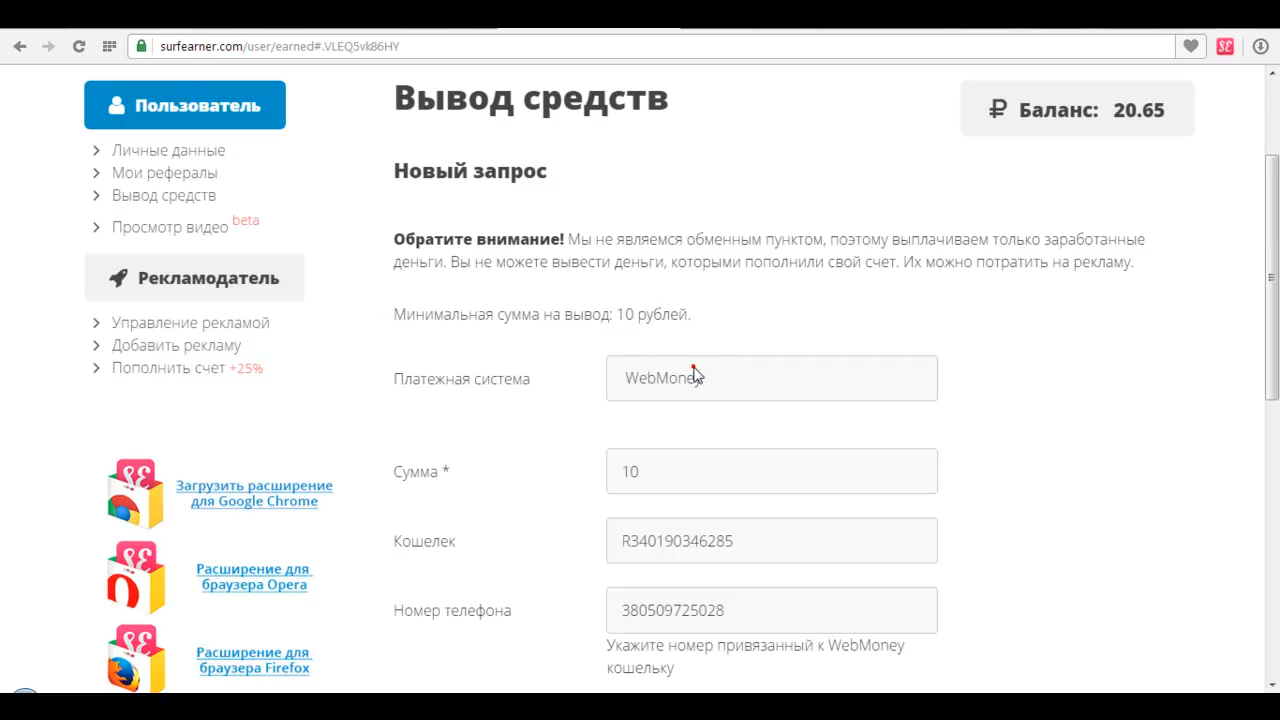 surfearner.com/user/earned#.VLEQ5vk86HY
Пользователь
Личные данные
Мои рефералы
Вывод средств
Просмотр видео beta
Рекламодатель
Управление рекламой
Добавить рекламу
Пополнить счет +25%
Загрузить расширение
для Google Chrome
Расширение для
браузера Opera
Расширение для
браузера Firefox
Вывод средств
Баланс: 20.65
Новый запрос
Обратите внимание! Мы не являемся обменным пунктом, поэтому выплачиваем только заработанные
деньги. Вы не можете вывести деньги, которыми пополнили свой счет. Их можно потратить на рекламу.
Минимальная сумма на вывод: 10 рублей.
Платежная система
WebMoney
Сумма *
10
Кошелек
R340190346285
Номер телефона
380509725028
Укажите номер привязанный к WebMoney
кошельку